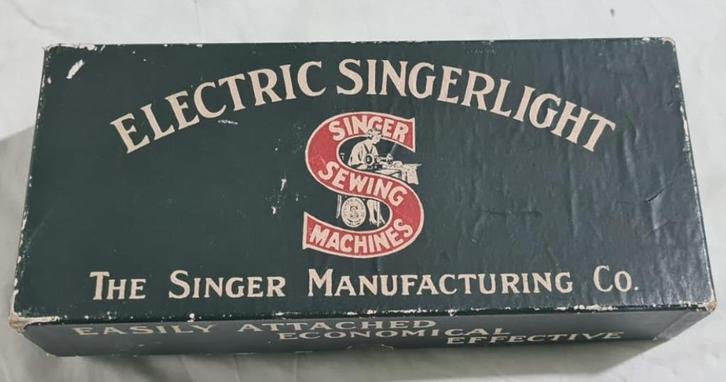 ELECTRIC SINGERLIGHT
SINGER
SEWING
MACHINES
THE SINGER MANUFACTURING CO.
EASILY ATTACHED
ECONOMICAL
EFFECTIVE